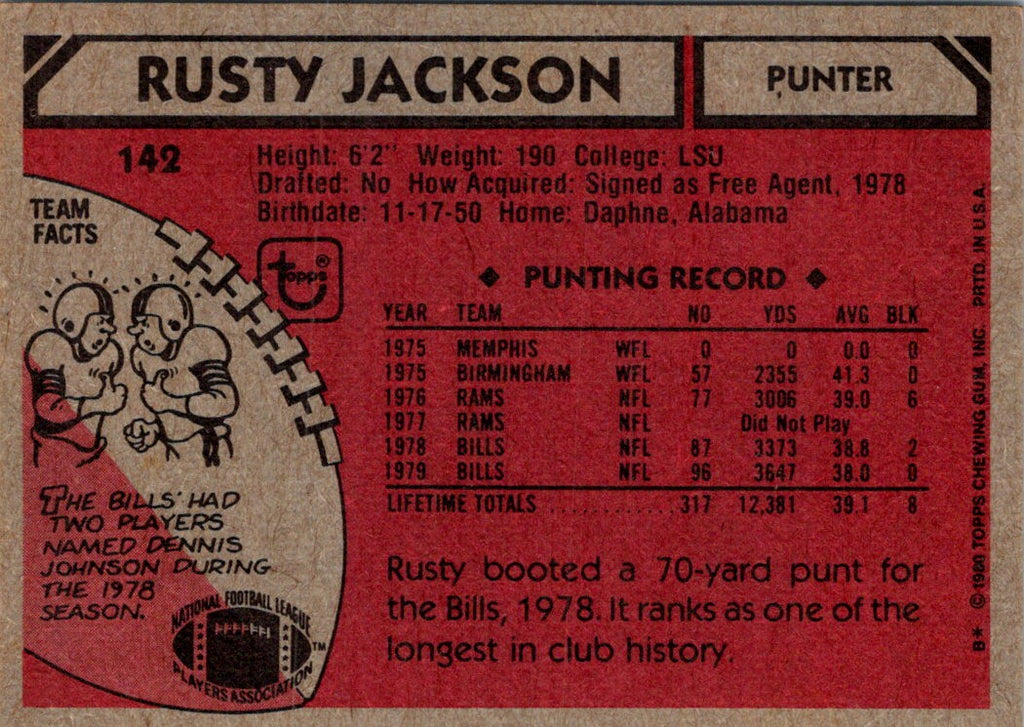 RUSTY JACKSON
PUNTER
142
Height: 6'2" Weight: 190 College: LSU
Drafted: No How Acquired: Signed as Free Agent, 1978
Birthdate: 11-17-50 Home: Daphne, Alabama
TEAM
FACTS
topps®
◆ PUNTING RECORD ◆
YEAR TEAM NO YDS AVG BLK
1975 MEMPHIS WFL 0 0 0.0 0
1975 BIRMINGHAM WFL 57 2355 41.3 0
1976 RAMS NFL 77 3006 39.0 6
1977 RAMS NFL Did Not Play
1978 BILLS NFL 87 3373 38.8 2
1979 BILLS NFL 96 3647 38.0 0
LIFETIME TOTALS ............ 317 12,381 39.1 8
THE BILLS' HAD
TWO PLAYERS
NAMED DENNIS
JOHNSON DURING
THE 1978
SEASON.
NATIONAL FOOTBALL LEAGUE
PLAYERS ASSOCIATION
TM
Rusty booted a 70-yard punt for
the Bills, 1978. It ranks as one of the
longest in club history.
B* ©1980 TOPPS CHEWING GUM, INC. PRTD. IN U.S.A.